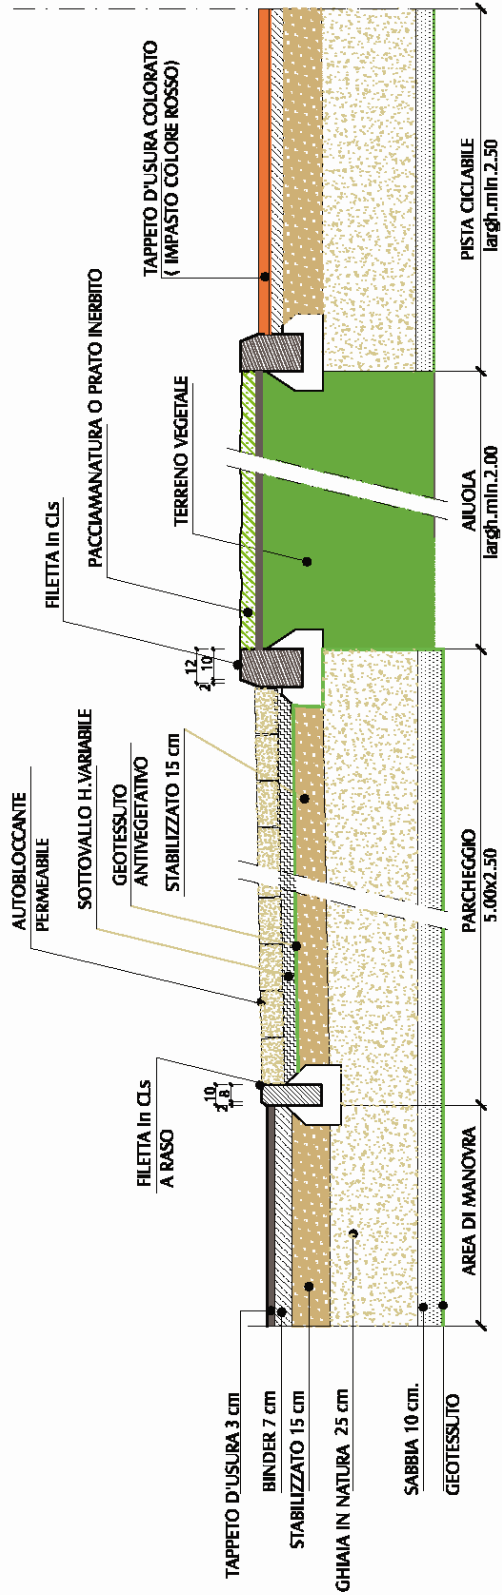 FILETTA In CLs
A RASO
AUTOBLOCCANTE
PERMEABILE
SOTTOVALLO H.VARIABILE
GEOTESSUTO
ANTIVEGETATIVO
STABILIZZATO 15 cm
FILETTA In CLs
PACCIAMANATURA O PRATO INERBITO
TERRENO VEGETALE
TAPPETO D'USURA COLORATO
( IMPASTO COLORE ROSSO)
10
2 8
12
2 10
TAPPETO D'USURA 3 cm
BINDER 7 cm
STABILIZZATO 15 cm
GHIAIA IN NATURA 25 cm
SABBIA 10 cm.
GEOTESSUTO
AREA DI MANOVRA
PARCHEGGIO
5.00x2.50
AIUOLA
largh.min.2.00
PISTA CICLABILE
largh.min.2.50